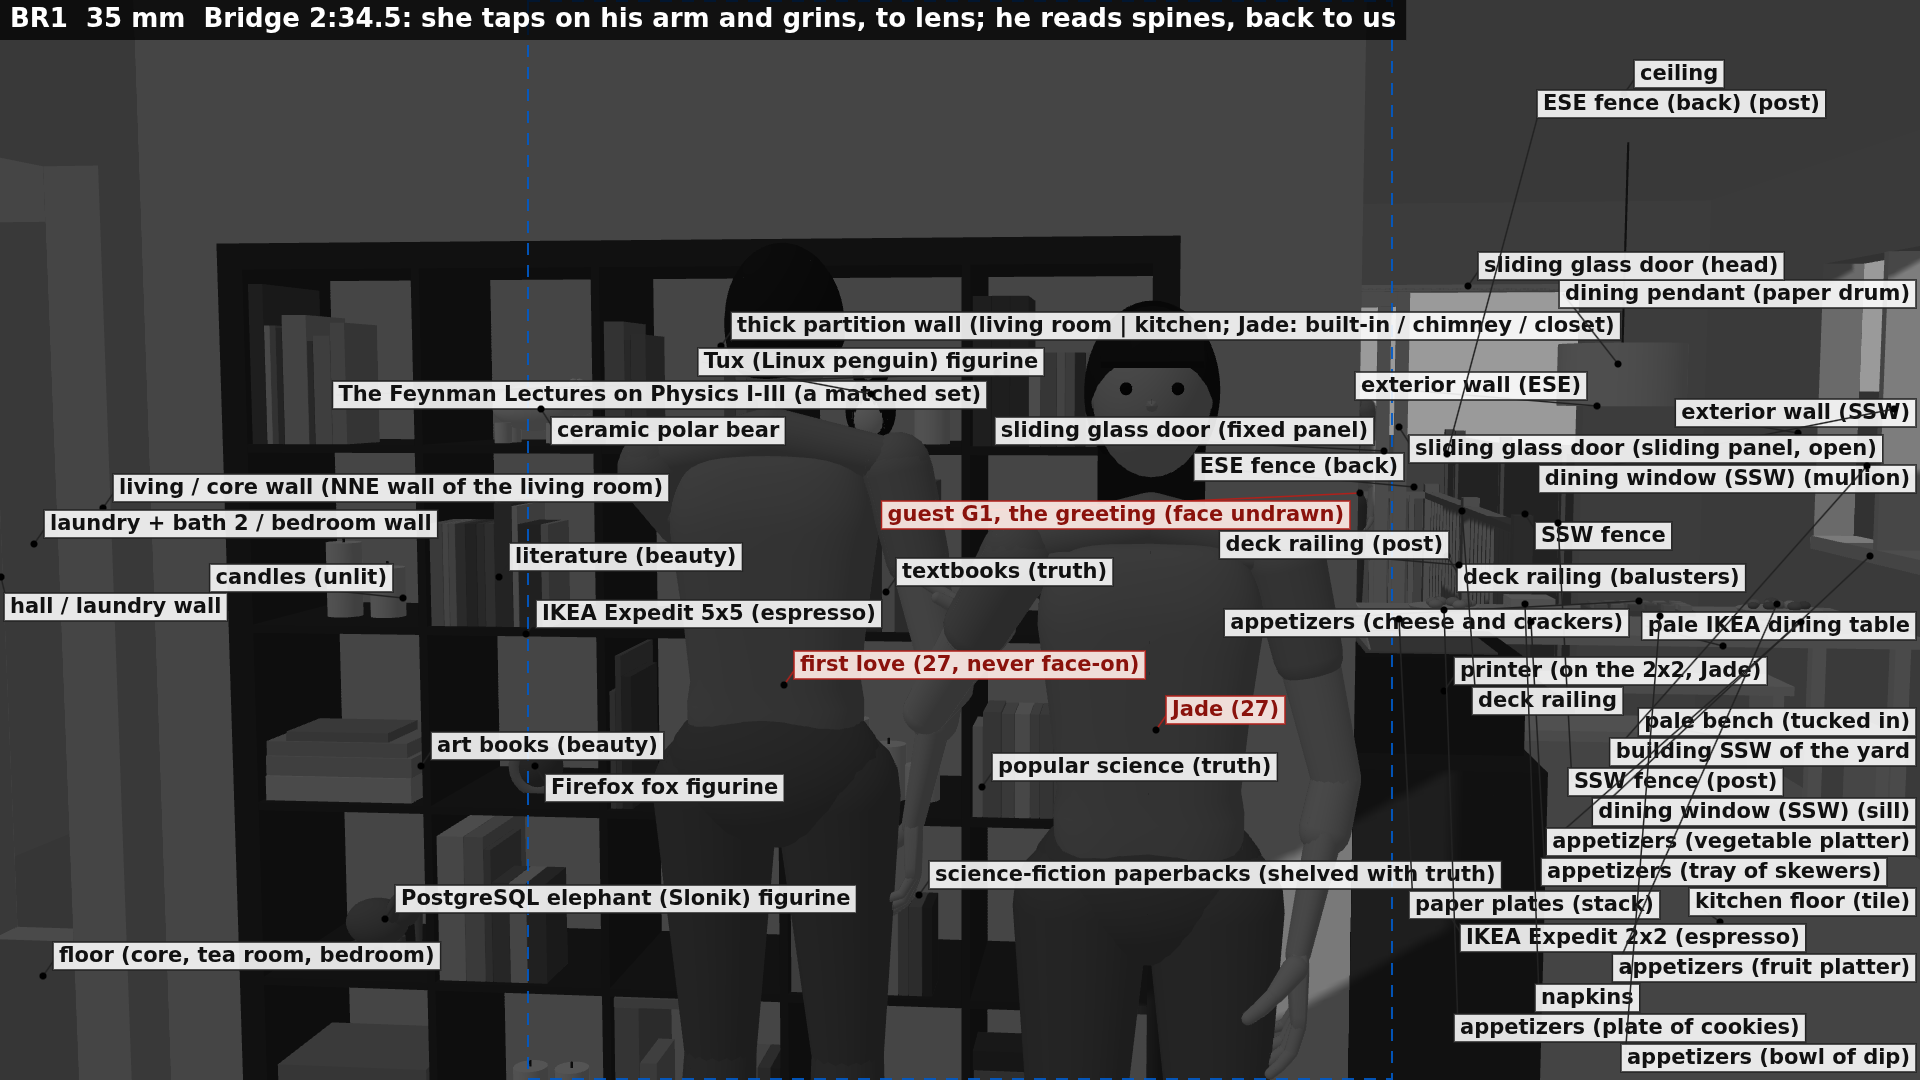 BR1 35 mm Bridge 2:34.5: she taps on his arm and grins, to lens; he reads spines, back to us
ceiling
ESE fence (back) (post)
sliding glass door (head)
dining pendant (paper drum)
thick partition wall (living room | kitchen; Jade: built-in / chimney / closet)
Tux (Linux penguin) figurine
The Feynman Lectures on Physics I-III (a matched set)
exterior wall (ESE)
exterior wall (SSW)
ceramic polar bear
sliding glass door (fixed panel)
sliding glass door (sliding panel, open)
ESE fence (back)
dining window (SSW) (mullion)
living / core wall (NNE wall of the living room)
laundry + bath 2 / bedroom wall
guest G1, the greeting (face undrawn)
deck railing (post)
SSW fence
literature (beauty)
textbooks (truth)
candles (unlit)
deck railing (balusters)
hall / laundry wall
IKEA Expedit 5x5 (espresso)
appetizers (cheese and crackers)
pale IKEA dining table
first love (27, never face-on)
printer (on the 2x2, Jade)
deck railing
Jade (27)
pale bench (tucked in)
art books (beauty)
building SSW of the yard
popular science (truth)
SSW fence (post)
Firefox fox figurine
dining window (SSW) (sill)
appetizers (vegetable platter)
science-fiction paperbacks (shelved with truth)
appetizers (tray of skewers)
PostgreSQL elephant (Slonik) figurine
paper plates (stack)
kitchen floor (tile)
IKEA Expedit 2x2 (espresso)
floor (core, tea room, bedroom)
appetizers (fruit platter)
napkins
appetizers (plate of cookies)
appetizers (bowl of dip)